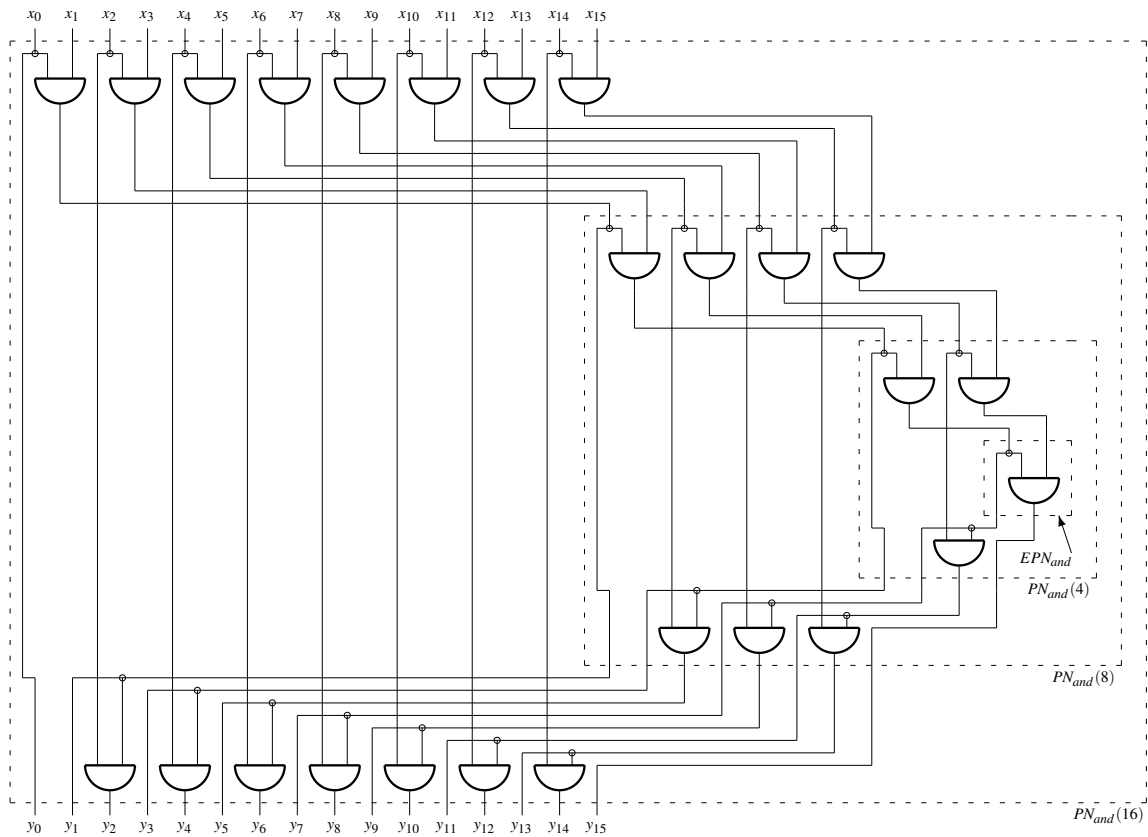 x0 x1 x2 x3 x4 x5 x6 x7 x8 x9 x10 x11 x12 x13 x14 x15
EPNand
PNand(4)
PNand(8)
PNand(16)
y0 y1 y2 y3 y4 y5 y6 y7 y8 y9 y10 y11 y12 y13 y14 y15